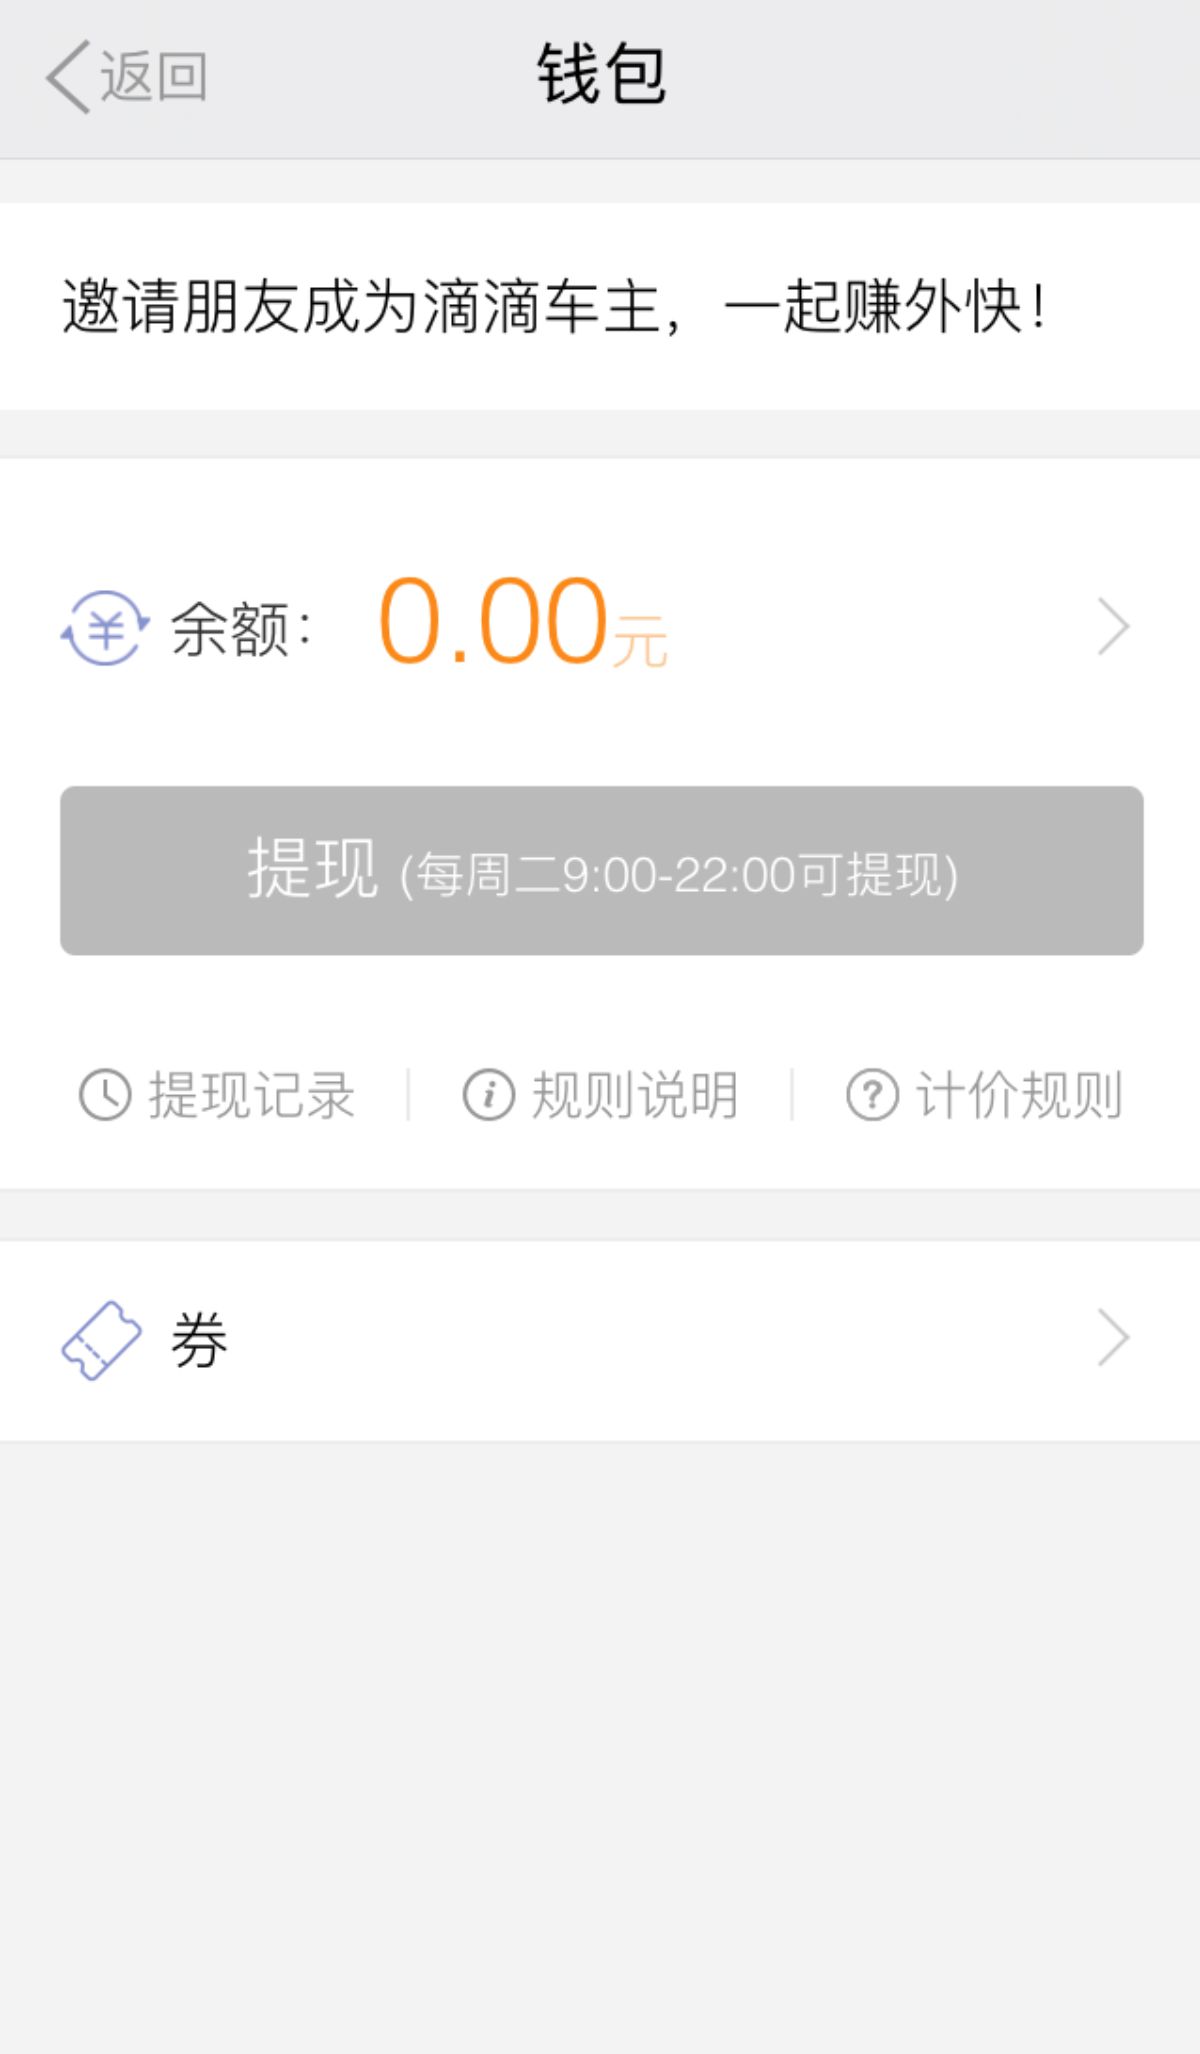 返回
钱包
邀请朋友成为滴滴车主，一起赚外快！
余额： 0.00元
提现 (每周二9:00-22:00可提现)
提现记录
规则说明
计价规则
券